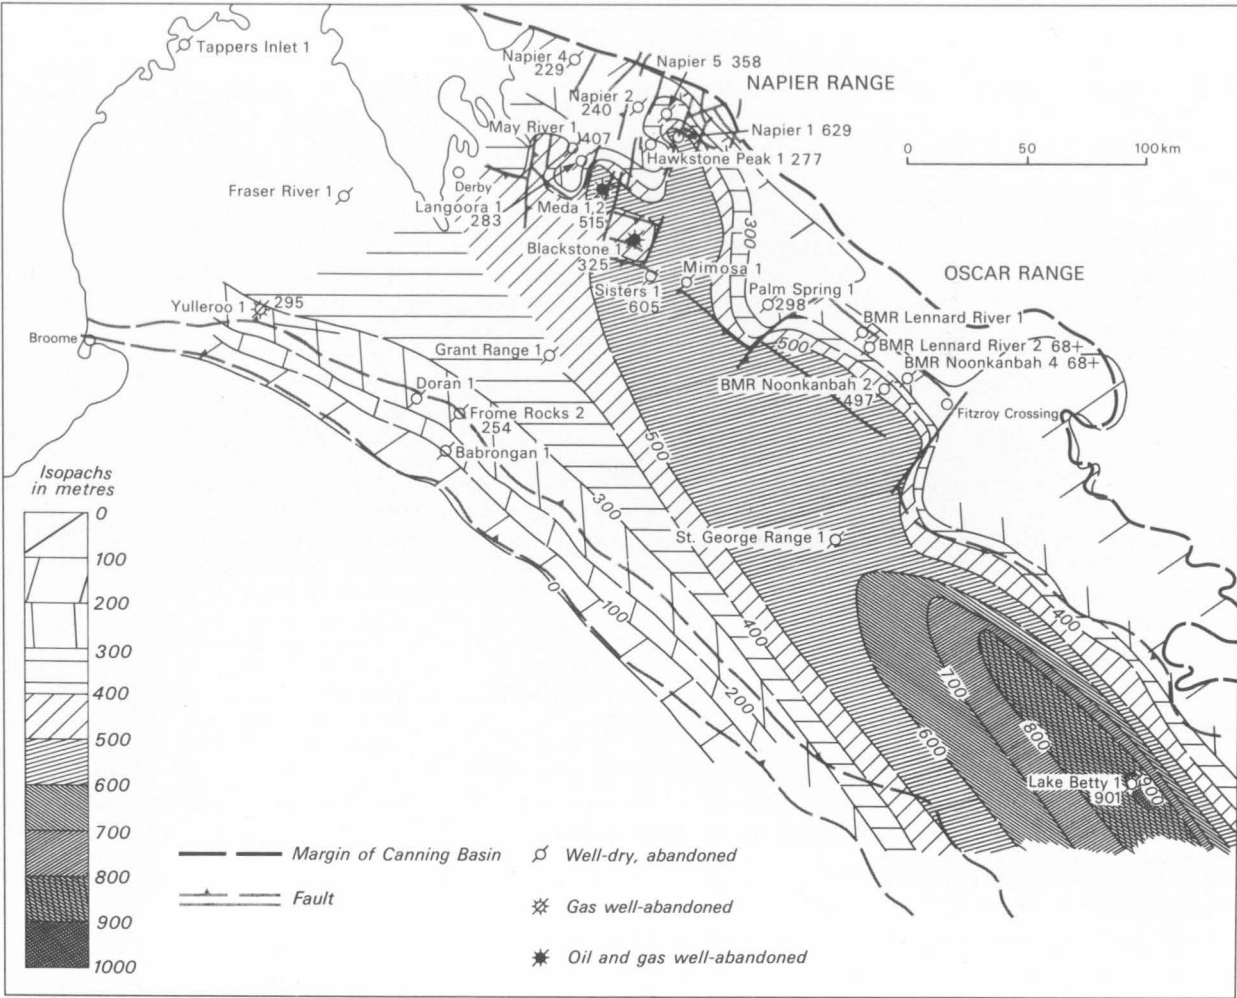 Tappers Inlet 1
Napier 4
229
Napier 5 358
NAPIER RANGE
Napier 2
240
May River 1
407
Napier 1 629
Hawkstone Peak 1 277
0 50 100 km
Fraser River 1
Derby
Langoora 1
283
Meda 1,2
515
300
Blackstone 1
325
Mimosa 1
OSCAR RANGE
Sisters 1
605
Palm Spring 1
298
Yulleroo 1
295
BMR Lennard River 1
Broome
BMR Lennard River 2 68+
500
Grant Range 1
BMR Noonkanbah 4 68+
BMR Noonkanbah 2
497
Doran 1
Frome Rocks 2
254
Fitzroy Crossing
Babrongan 1
500
Isopachs
in metres
300
0
St. George Range 1
100
0
100
200
400
400
300
700
200
400
600
800
500
Lake Betty 1
901
900
600
700
800
900
1000
Margin of Canning Basin
Fault
Well-dry, abandoned
Gas well-abandoned
Oil and gas well-abandoned